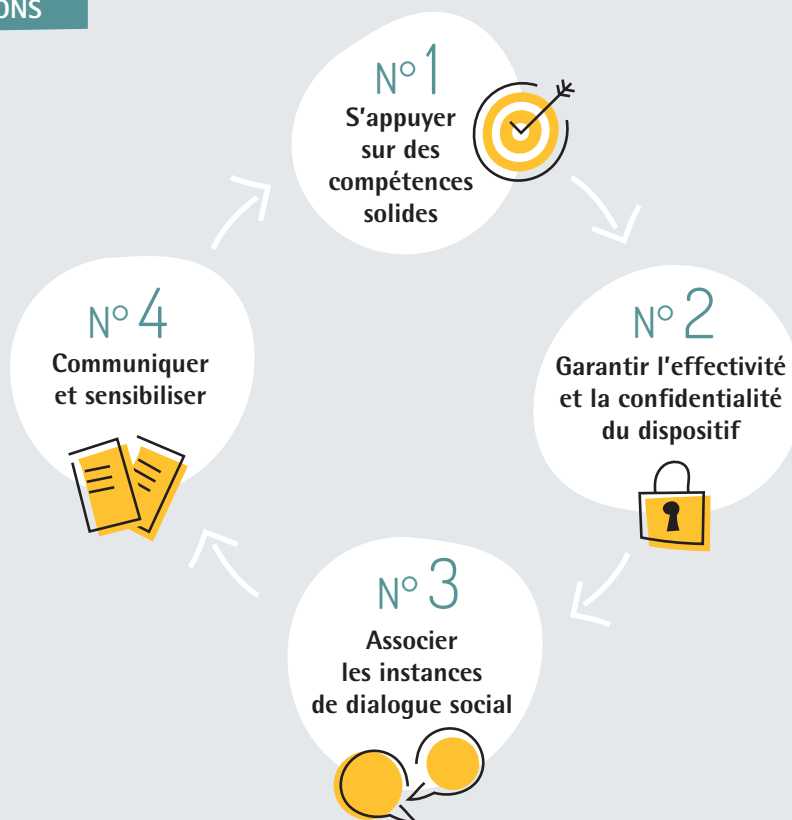 N° 1
S'appuyer
sur des
compétences
solides
N° 2
Garantir l'effectivité
et la confidentialité
du dispositif
N° 3
Associer
les instances
de dialogue social
N° 4
Communiquer
et sensibiliser